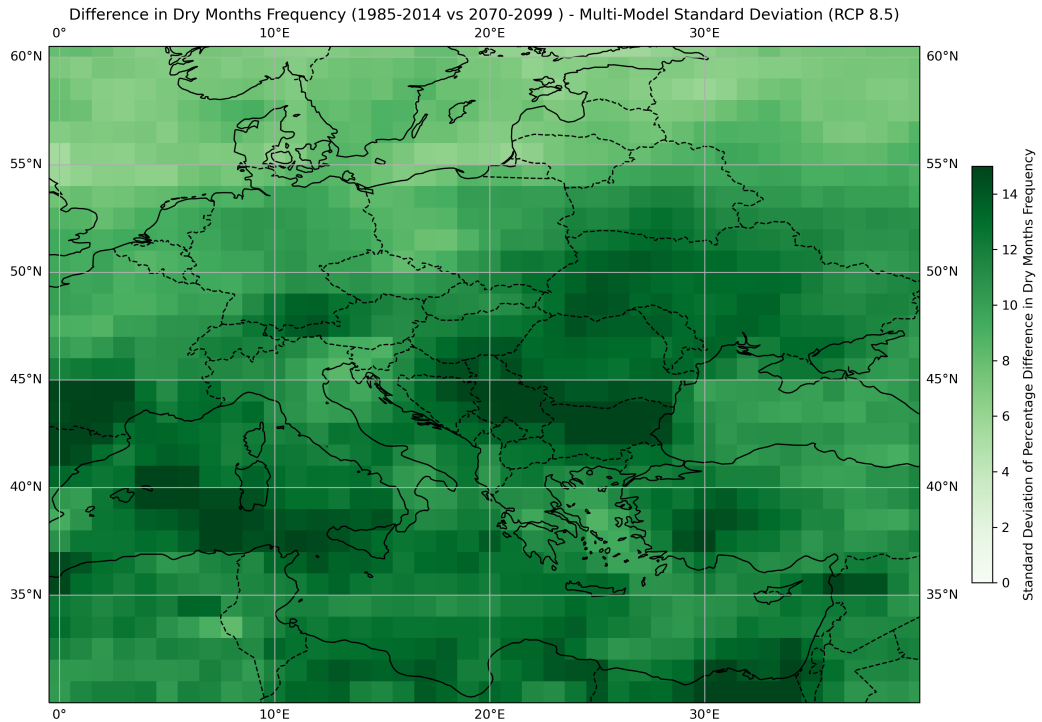 Difference in Dry Months Frequency (1985-2014 vs 2070-2099 ) - Multi-Model Standard Deviation (RCP 8.5)
0° 10°E 20°E 30°E
60°N 60°N
55°N 55°N
50°N 50°N
45°N 45°N
40°N 40°N
35°N 35°N
0° 10°E 20°E 30°E
14
12
10
8
6
4
2
0
Standard Deviation of Percentage Difference in Dry Months Frequency